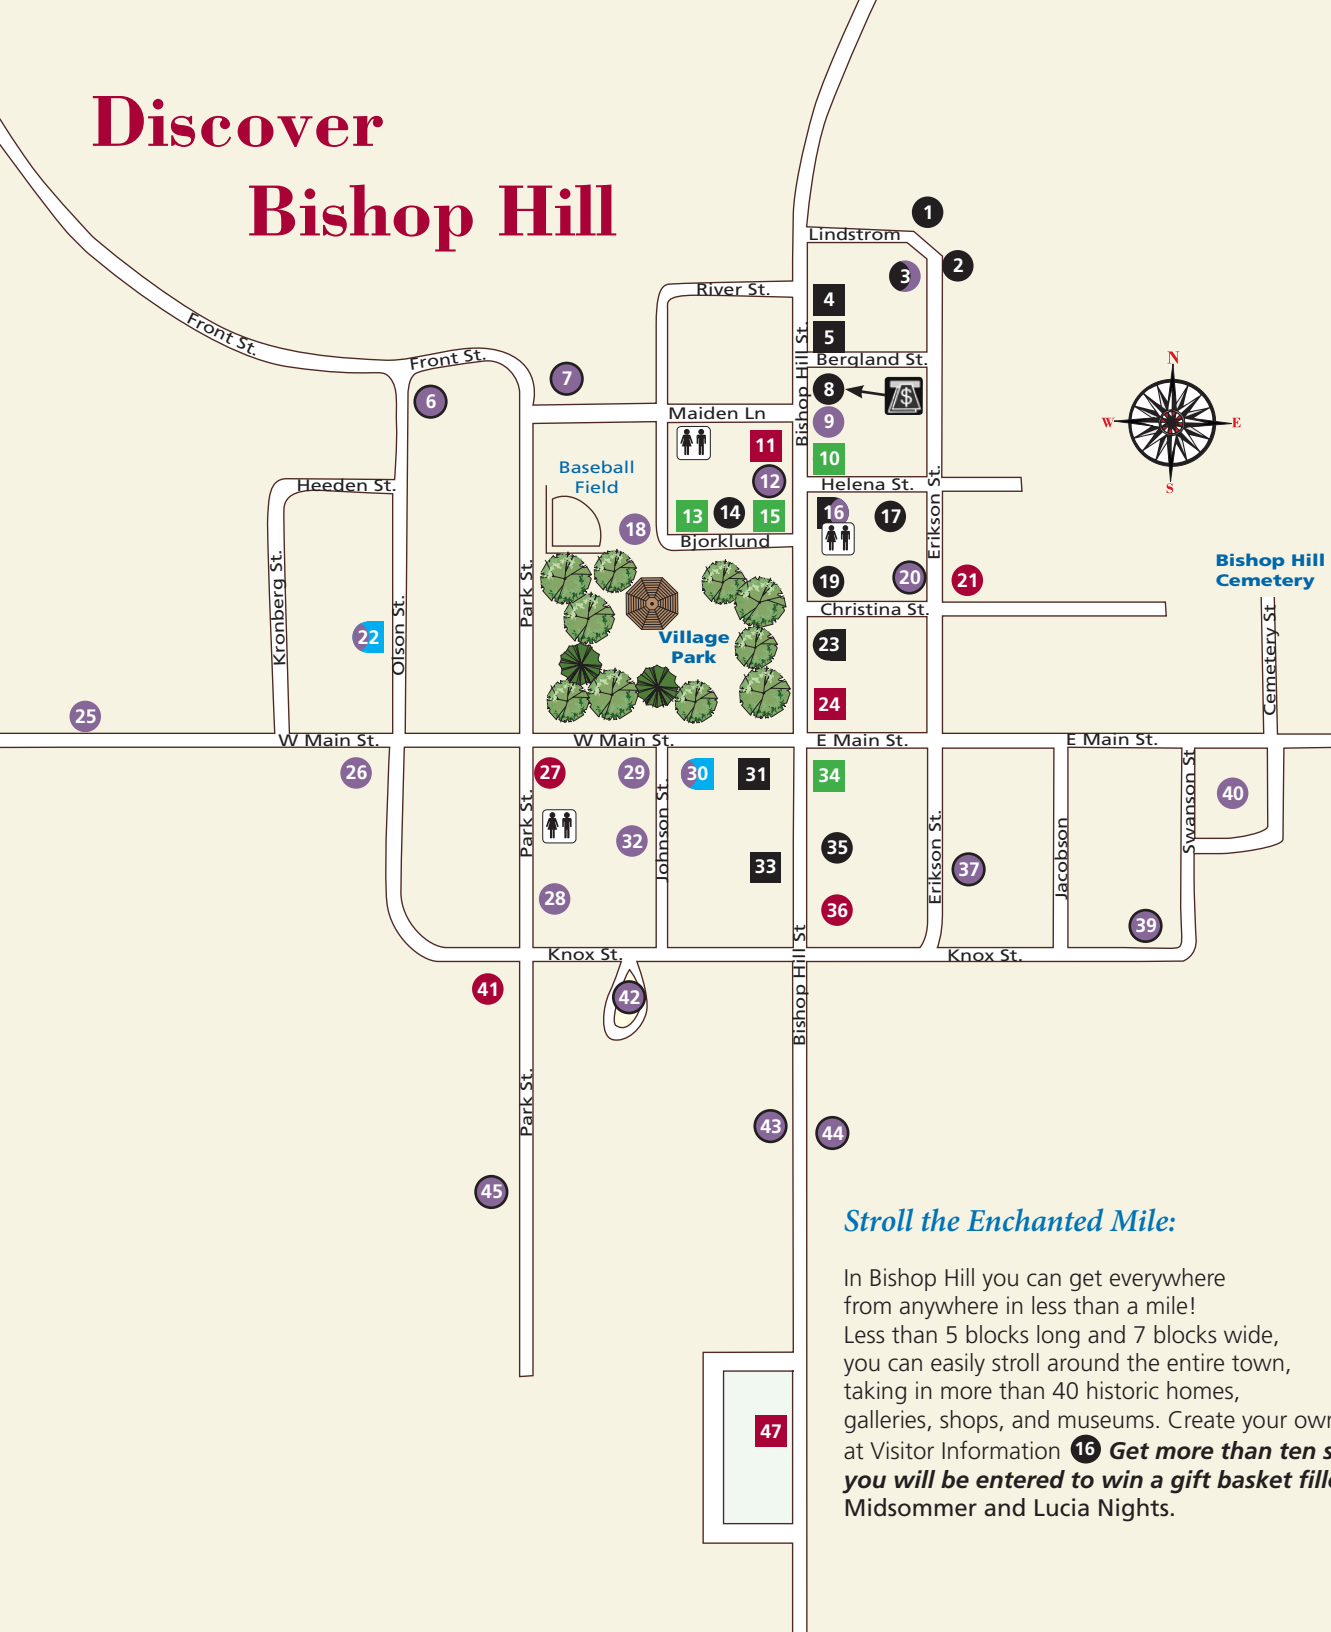 Discover
Bishop Hill
1
Lindstrom
2
3
River St.
4
Front St.
5
Bishop Hill St.
Front St.
Bergland St.
N
7
6
8
$
Maiden Ln
9
W
E
11
10
Baseball
Field
12
Helena St.
S
Heeden St.
13
14
15
16
17
18
Bjorklund
Erikson St.
Bishop Hill
Cemetery
Kronberg St.
Olson St.
Park St.
19
20
21
Christina St.
22
Village
Park
23
Cemetery St.
24
25
W Main St.
W Main St.
E Main St.
E Main St.
26
27
29
30
31
34
Swanson St
40
Park St.
Johnson St.
32
35
Erikson St.
Jacobson
33
37
28
36
39
Knox St.
Bishop Hill St
Knox St.
41
42
Park St.
43
44
45
Stroll the Enchanted Mile:
In Bishop Hill you can get everywhere
from anywhere in less than a mile!
Less than 5 blocks long and 7 blocks wide,
you can easily stroll around the entire town,
taking in more than 40 historic homes,
galleries, shops, and museums. Create your own
at Visitor Information 16 Get more than ten
you will be entered to win a gift basket
Midsommer and Lucia Nights.
47